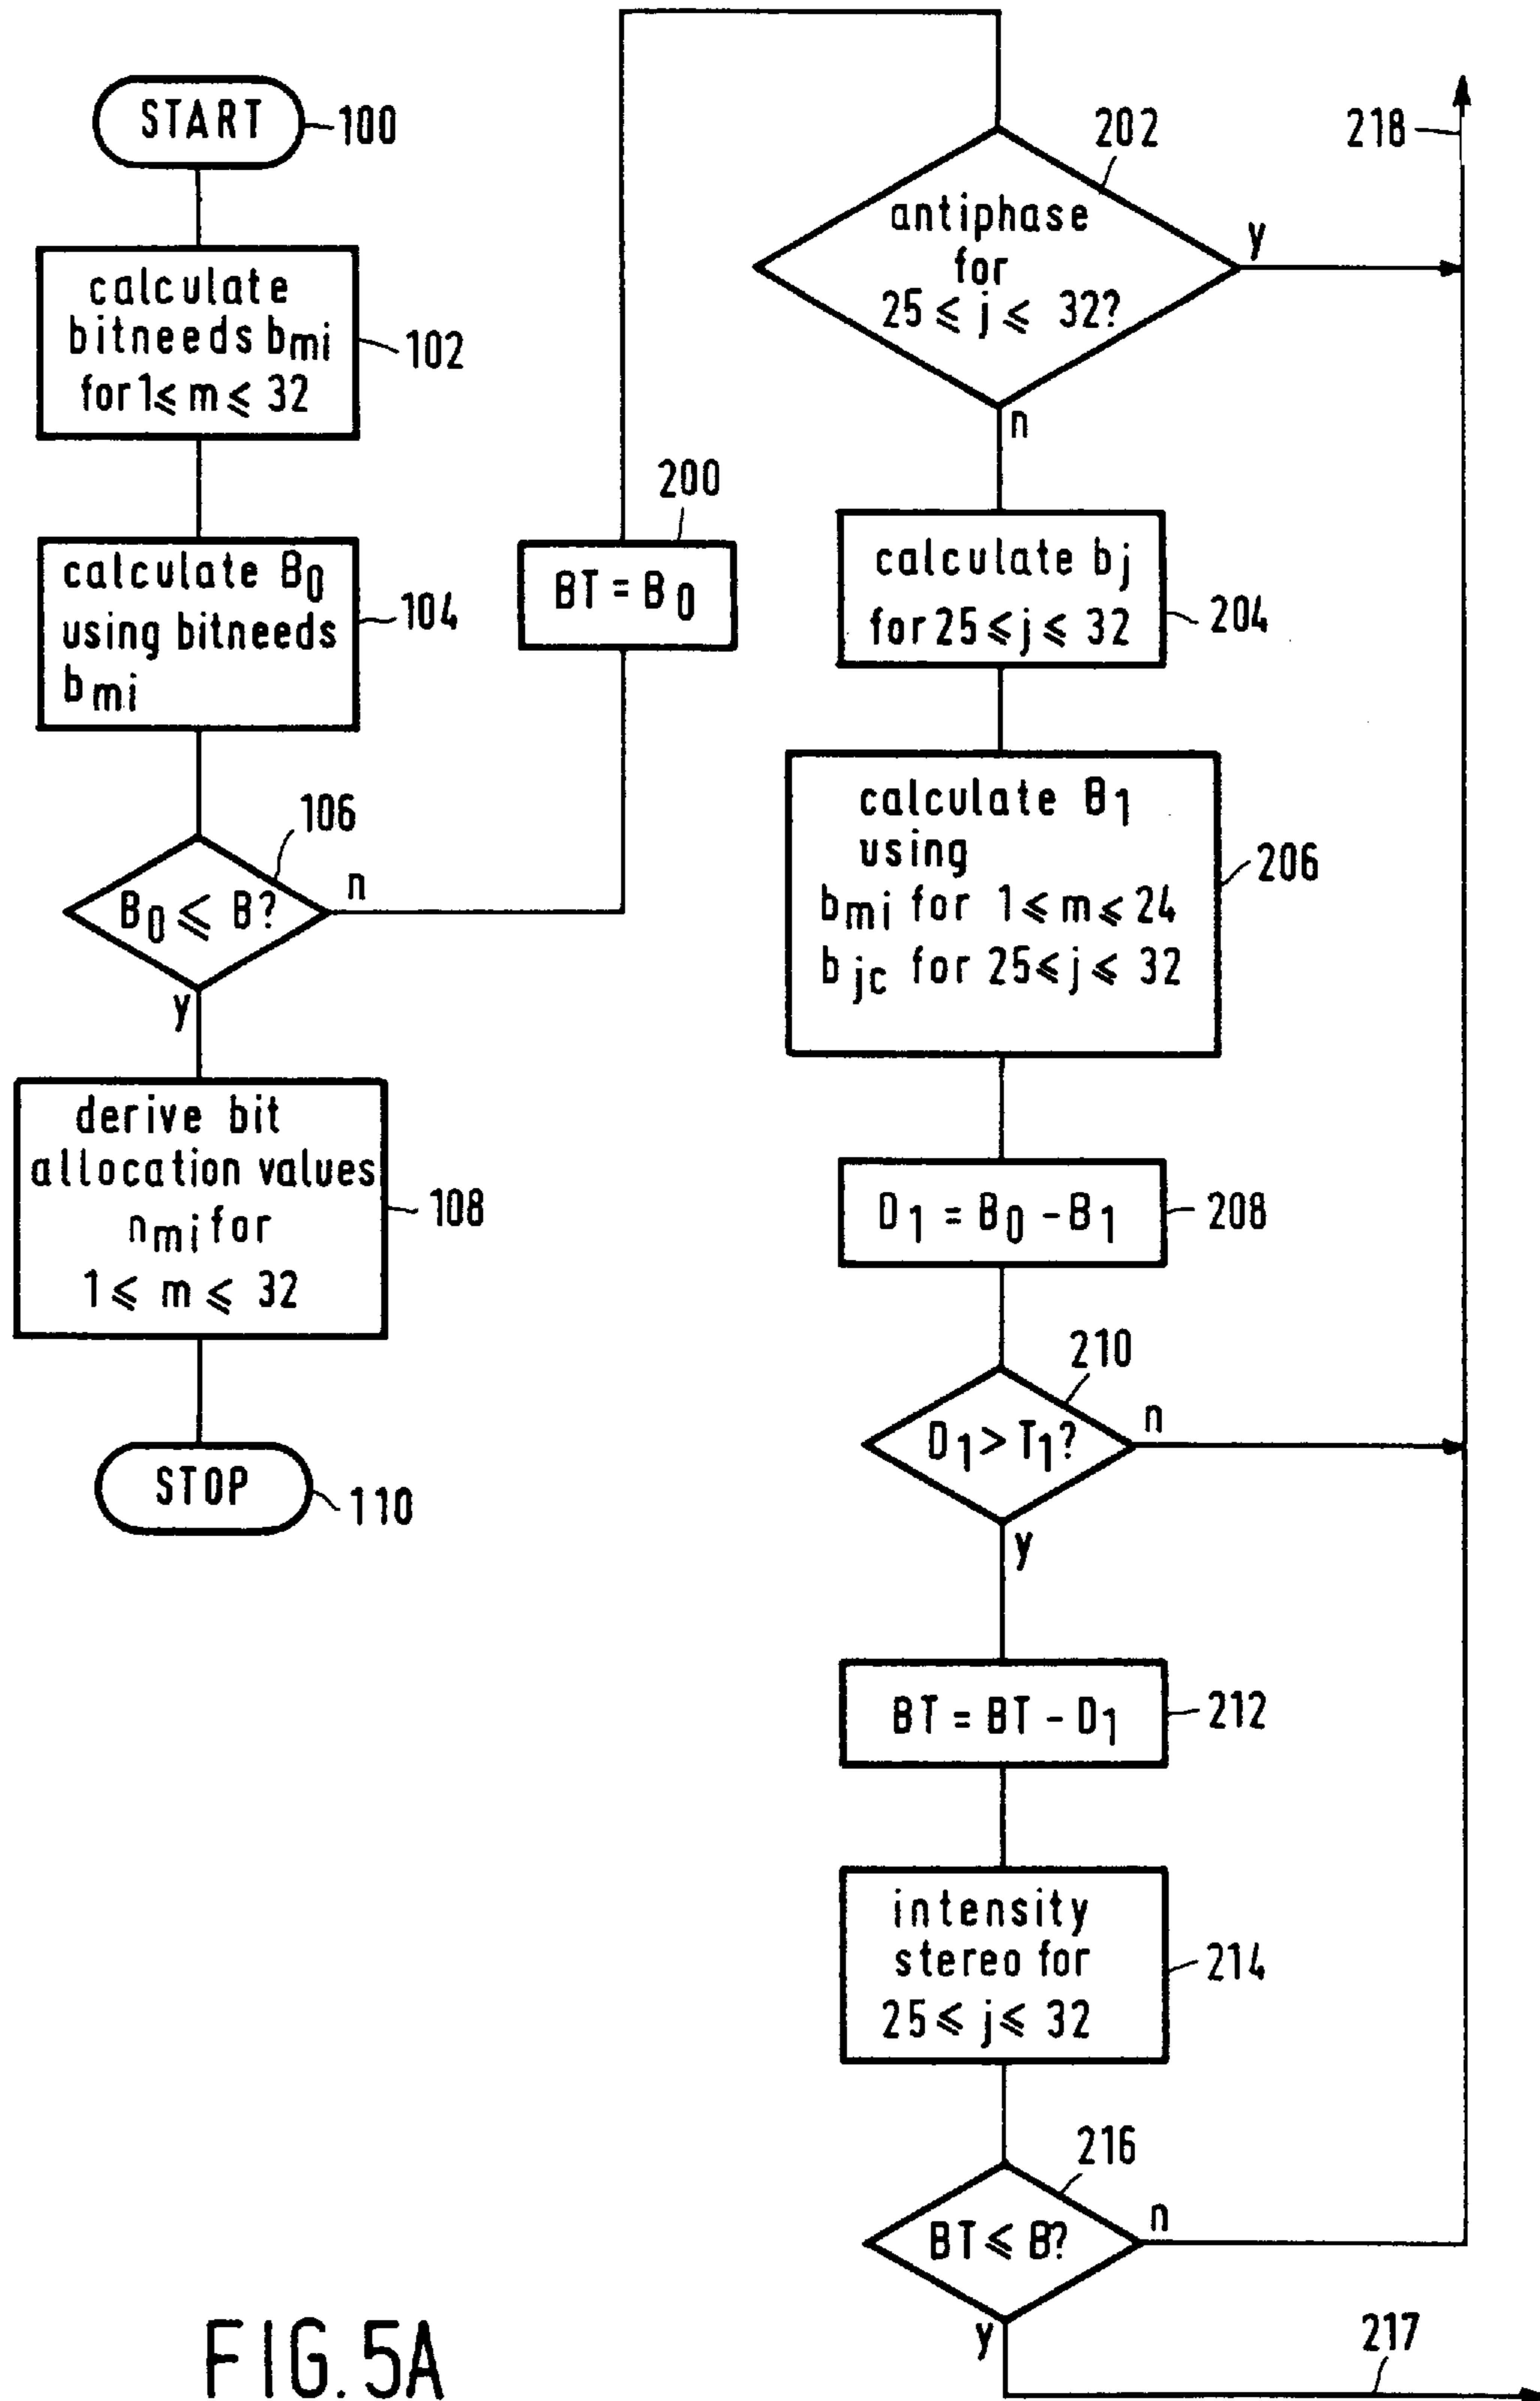 START
100
calculate
bitneeds bmi
for 1 ⩽ m ⩽ 32
102
calculate B0
using bitneeds
bmi
104
106
B0 ⩽ B?
n
y
derive bit
allocation values
nmi for
1 ⩽ m ⩽ 32
108
STOP
110
200
BT = B0
202
antiphase
for
25 ⩽ j ⩽ 32?
y
n
218
calculate bj
for 25 ⩽ j ⩽ 32
204
calculate B1
using
bmi for 1 ⩽ m ⩽ 24
bjc for 25 ⩽ j ⩽ 32
206
D1 = B0 - B1
208
210
D1 > T1?
n
y
BT = BT - D1
212
intensity
stereo for
25 ⩽ j ⩽ 32
214
216
BT ⩽ B?
n
y
217
FIG. 5A